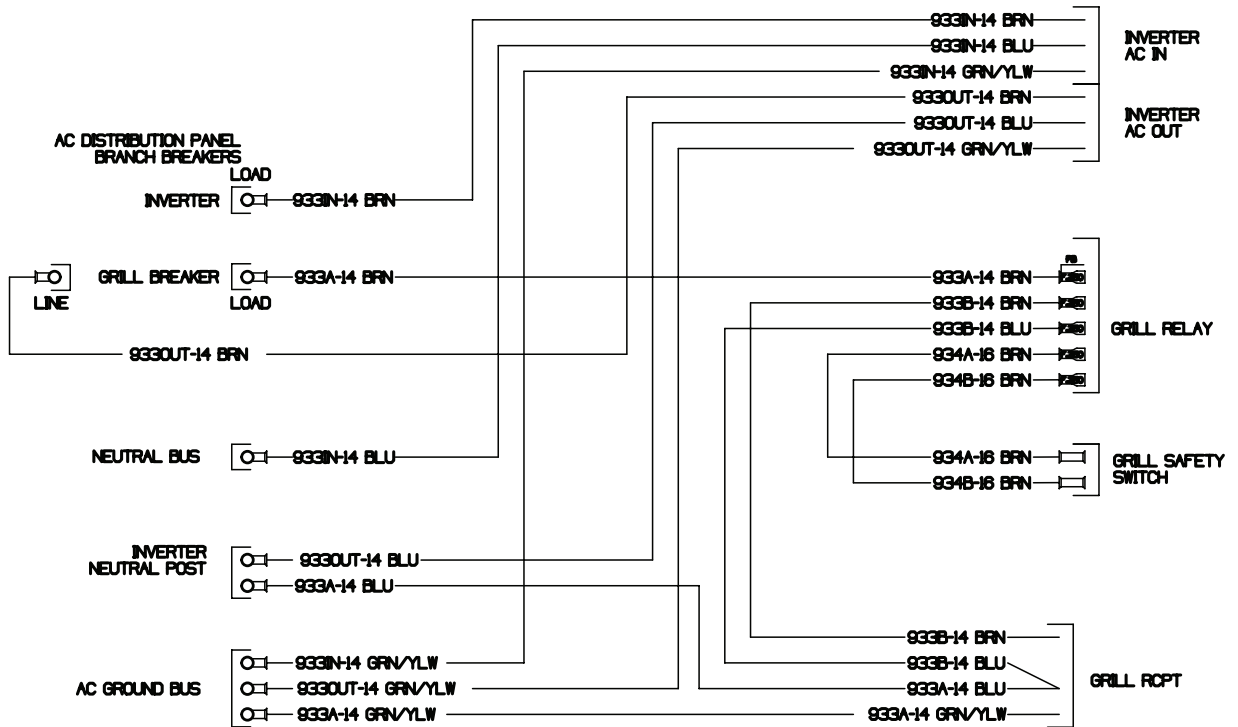 933IN-14 BRN
933IN-14 BLU
933IN-14 GRN/YLW
INVERTER
AC IN
933OUT-14 BRN
933OUT-14 BLU
933OUT-14 GRN/YLW
INVERTER
AC OUT
AC DISTRIBUTION PANEL
BRANCH BREAKERS
LOAD
INVERTER
933IN-14 BRN
LINE
GRILL BREAKER
933A-14 BRN
LOAD
933OUT-14 BRN
933A-14 BRN
933B-14 BRN
933B-14 BLU
934A-16 BRN
934B-16 BRN
GRILL RELAY
NEUTRAL BUS
933IN-14 BLU
934A-16 BRN
934B-16 BRN
GRILL SAFETY
SWITCH
INVERTER
NEUTRAL POST
933OUT-14 BLU
933A-14 BLU
AC GROUND BUS
933IN-14 GRN/YLW
933OUT-14 GRN/YLW
933A-14 GRN/YLW
933B-14 BRN
933B-14 BLU
933A-14 BLU
933A-14 GRN/YLW
GRILL RCPT